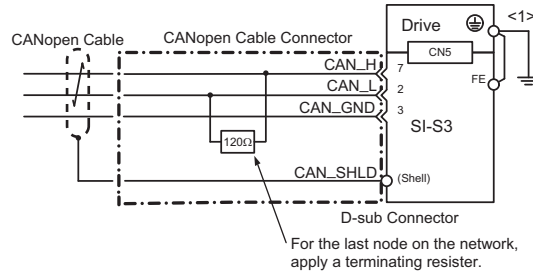 Drive
<1>
CANopen Cable
CANopen Cable Connector
CN5
CAN_H
7
FE
CAN_L
2
CAN_GND
3
SI-S3
120Ω
CAN_SHLD
(Shell)
D-sub Connector
For the last node on the network,
apply a terminating resister.